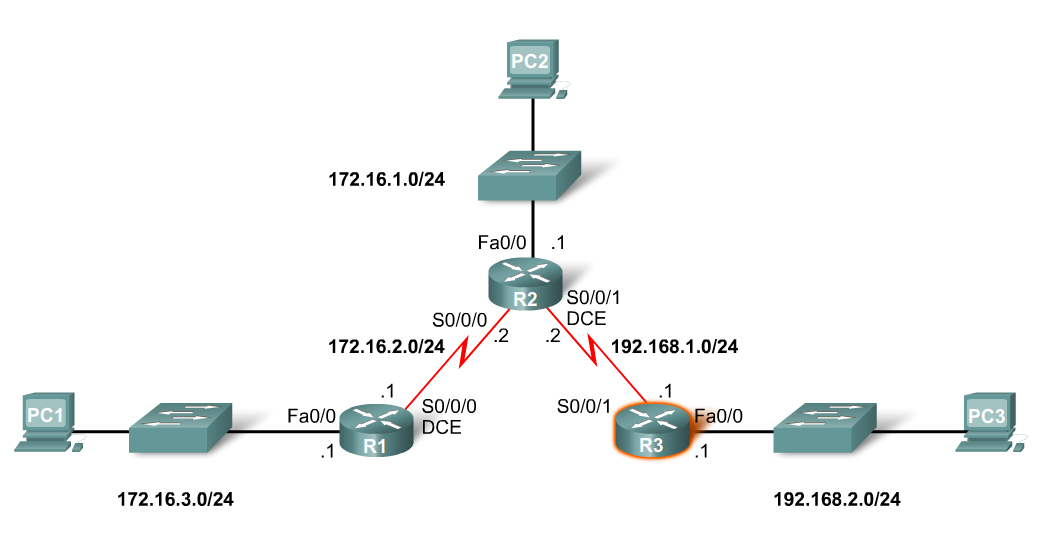 PC2
172.16.1.0/24
Fa0/0
.1
R2
S0/0/1
DCE
S0/0/0
.2
.2
172.16.2.0/24
192.168.1.0/24
.1
.1
PC1
Fa0/0
S0/0/0
DCE
S0/0/1
Fa0/0
PC3
R1
R3
.1
.1
172.16.3.0/24
192.168.2.0/24